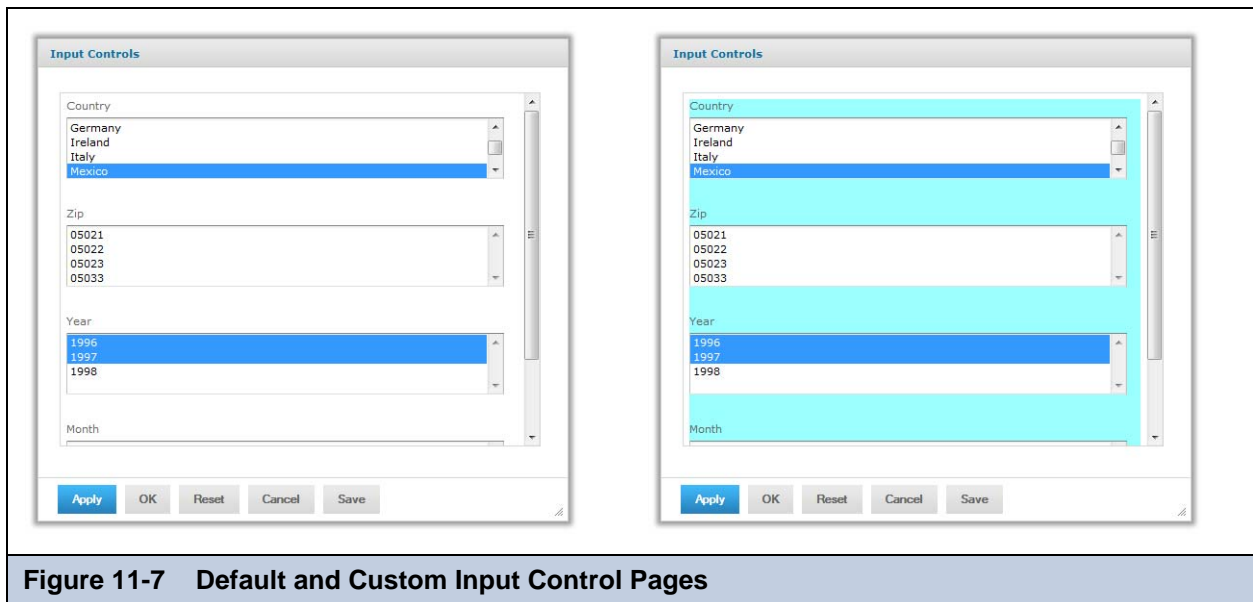 Input Controls
Country
Germany
Ireland
Italy
Mexico
Zip
05021
05022
05023
05033
Year
1996
1997
1998
Month
Apply OK Reset Cancel Save
Input Controls
Country
Germany
Ireland
Italy
Mexico
Zip
05021
05022
05023
05033
Year
1996
1997
1998
Month
Apply OK Reset Cancel Save
Figure 11-7 Default and Custom Input Control Pages